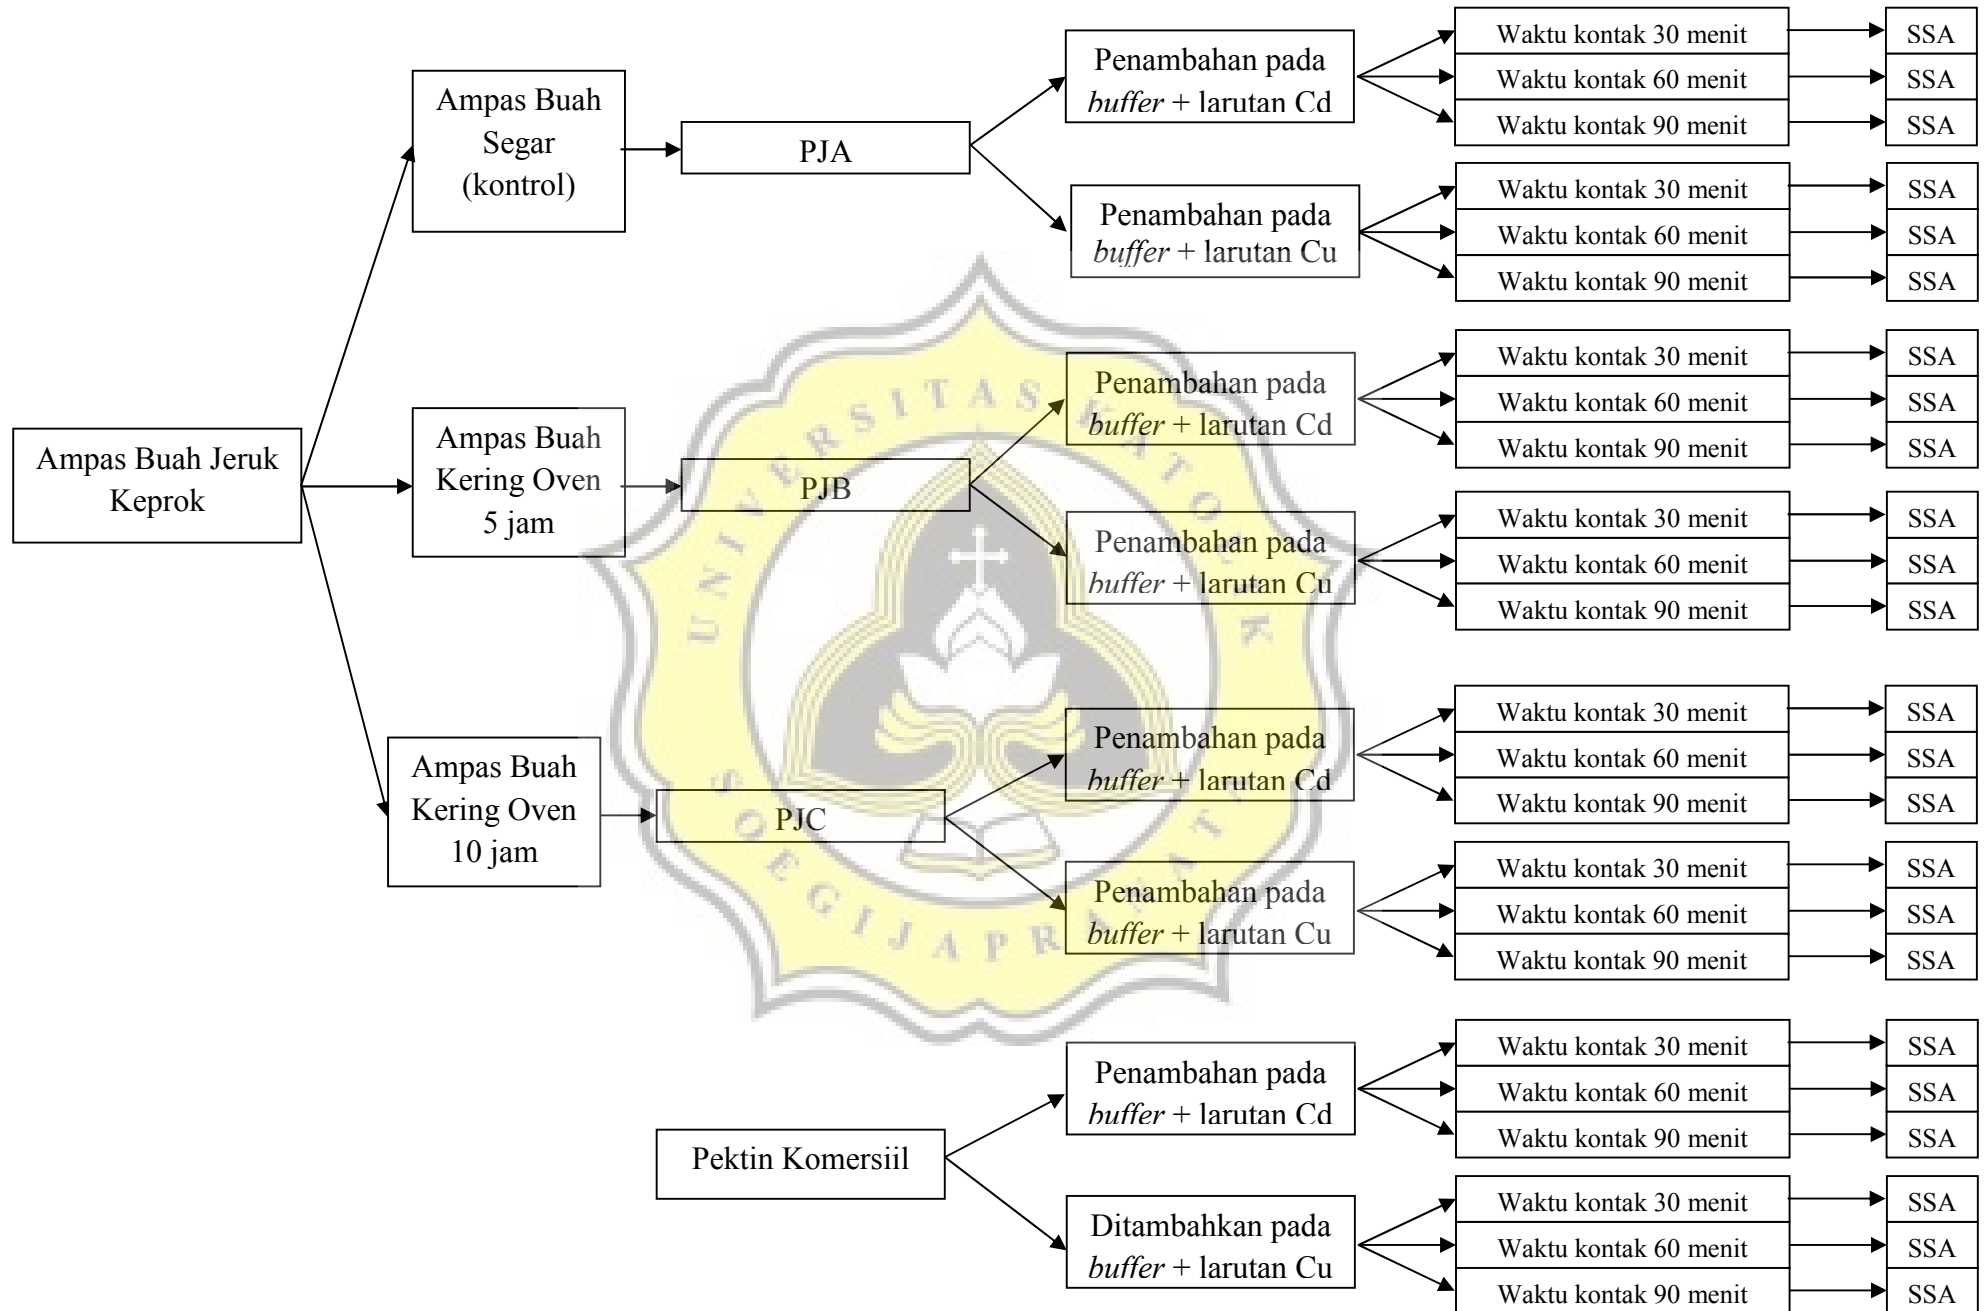 Ampas Buah Jeruk
Keprok
Ampas Buah
Segar
(kontrol)
PJA
Penambahan pada
buffer + larutan Cd
Waktu kontak 30 menit
SSA
Waktu kontak 60 menit
SSA
Waktu kontak 90 menit
SSA
Penambahan pada
buffer + larutan Cu
Waktu kontak 30 menit
SSA
Waktu kontak 60 menit
SSA
Waktu kontak 90 menit
SSA
Ampas Buah
Kering Oven
5 jam
PJB
Penambahan pada
buffer + larutan Cd
Waktu kontak 30 menit
SSA
Waktu kontak 60 menit
SSA
Waktu kontak 90 menit
SSA
Penambahan pada
buffer + larutan Cu
Waktu kontak 30 menit
SSA
Waktu kontak 60 menit
SSA
Waktu kontak 90 menit
SSA
Ampas Buah
Kering Oven
10 jam
PJC
Penambahan pada
buffer + larutan Cd
Waktu kontak 30 menit
SSA
Waktu kontak 60 menit
SSA
Waktu kontak 90 menit
SSA
Penambahan pada
buffer + larutan Cu
Waktu kontak 30 menit
SSA
Waktu kontak 60 menit
SSA
Waktu kontak 90 menit
SSA
Pektin Komersiil
Penambahan pada
buffer + larutan Cd
Waktu kontak 30 menit
SSA
Waktu kontak 60 menit
SSA
Waktu kontak 90 menit
SSA
Ditambahkan pada
buffer + larutan Cu
Waktu kontak 30 menit
SSA
Waktu kontak 60 menit
SSA
Waktu kontak 90 menit
SSA
UNIVERSITAS KATOLIK
SOEGIJAPRANATA